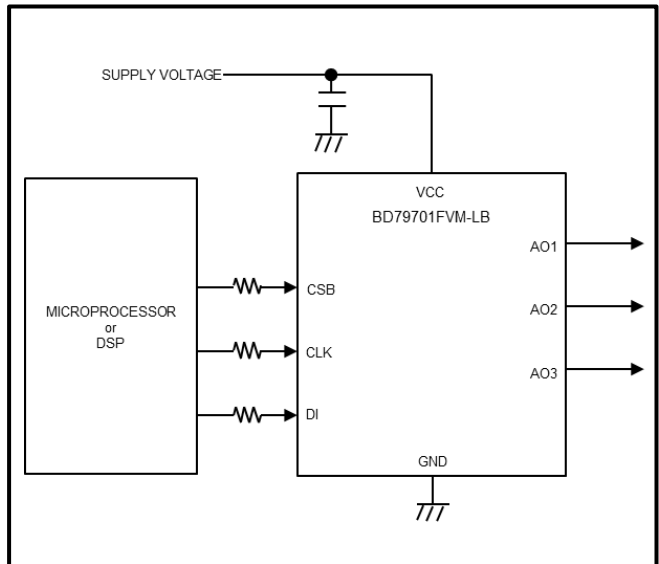 SUPPLY VOLTAGE
VCC
BD79701FVM-LB
AO1
CSB
MICROPROCESSOR
or
DSP
AO2
CLK
AO3
DI
GND